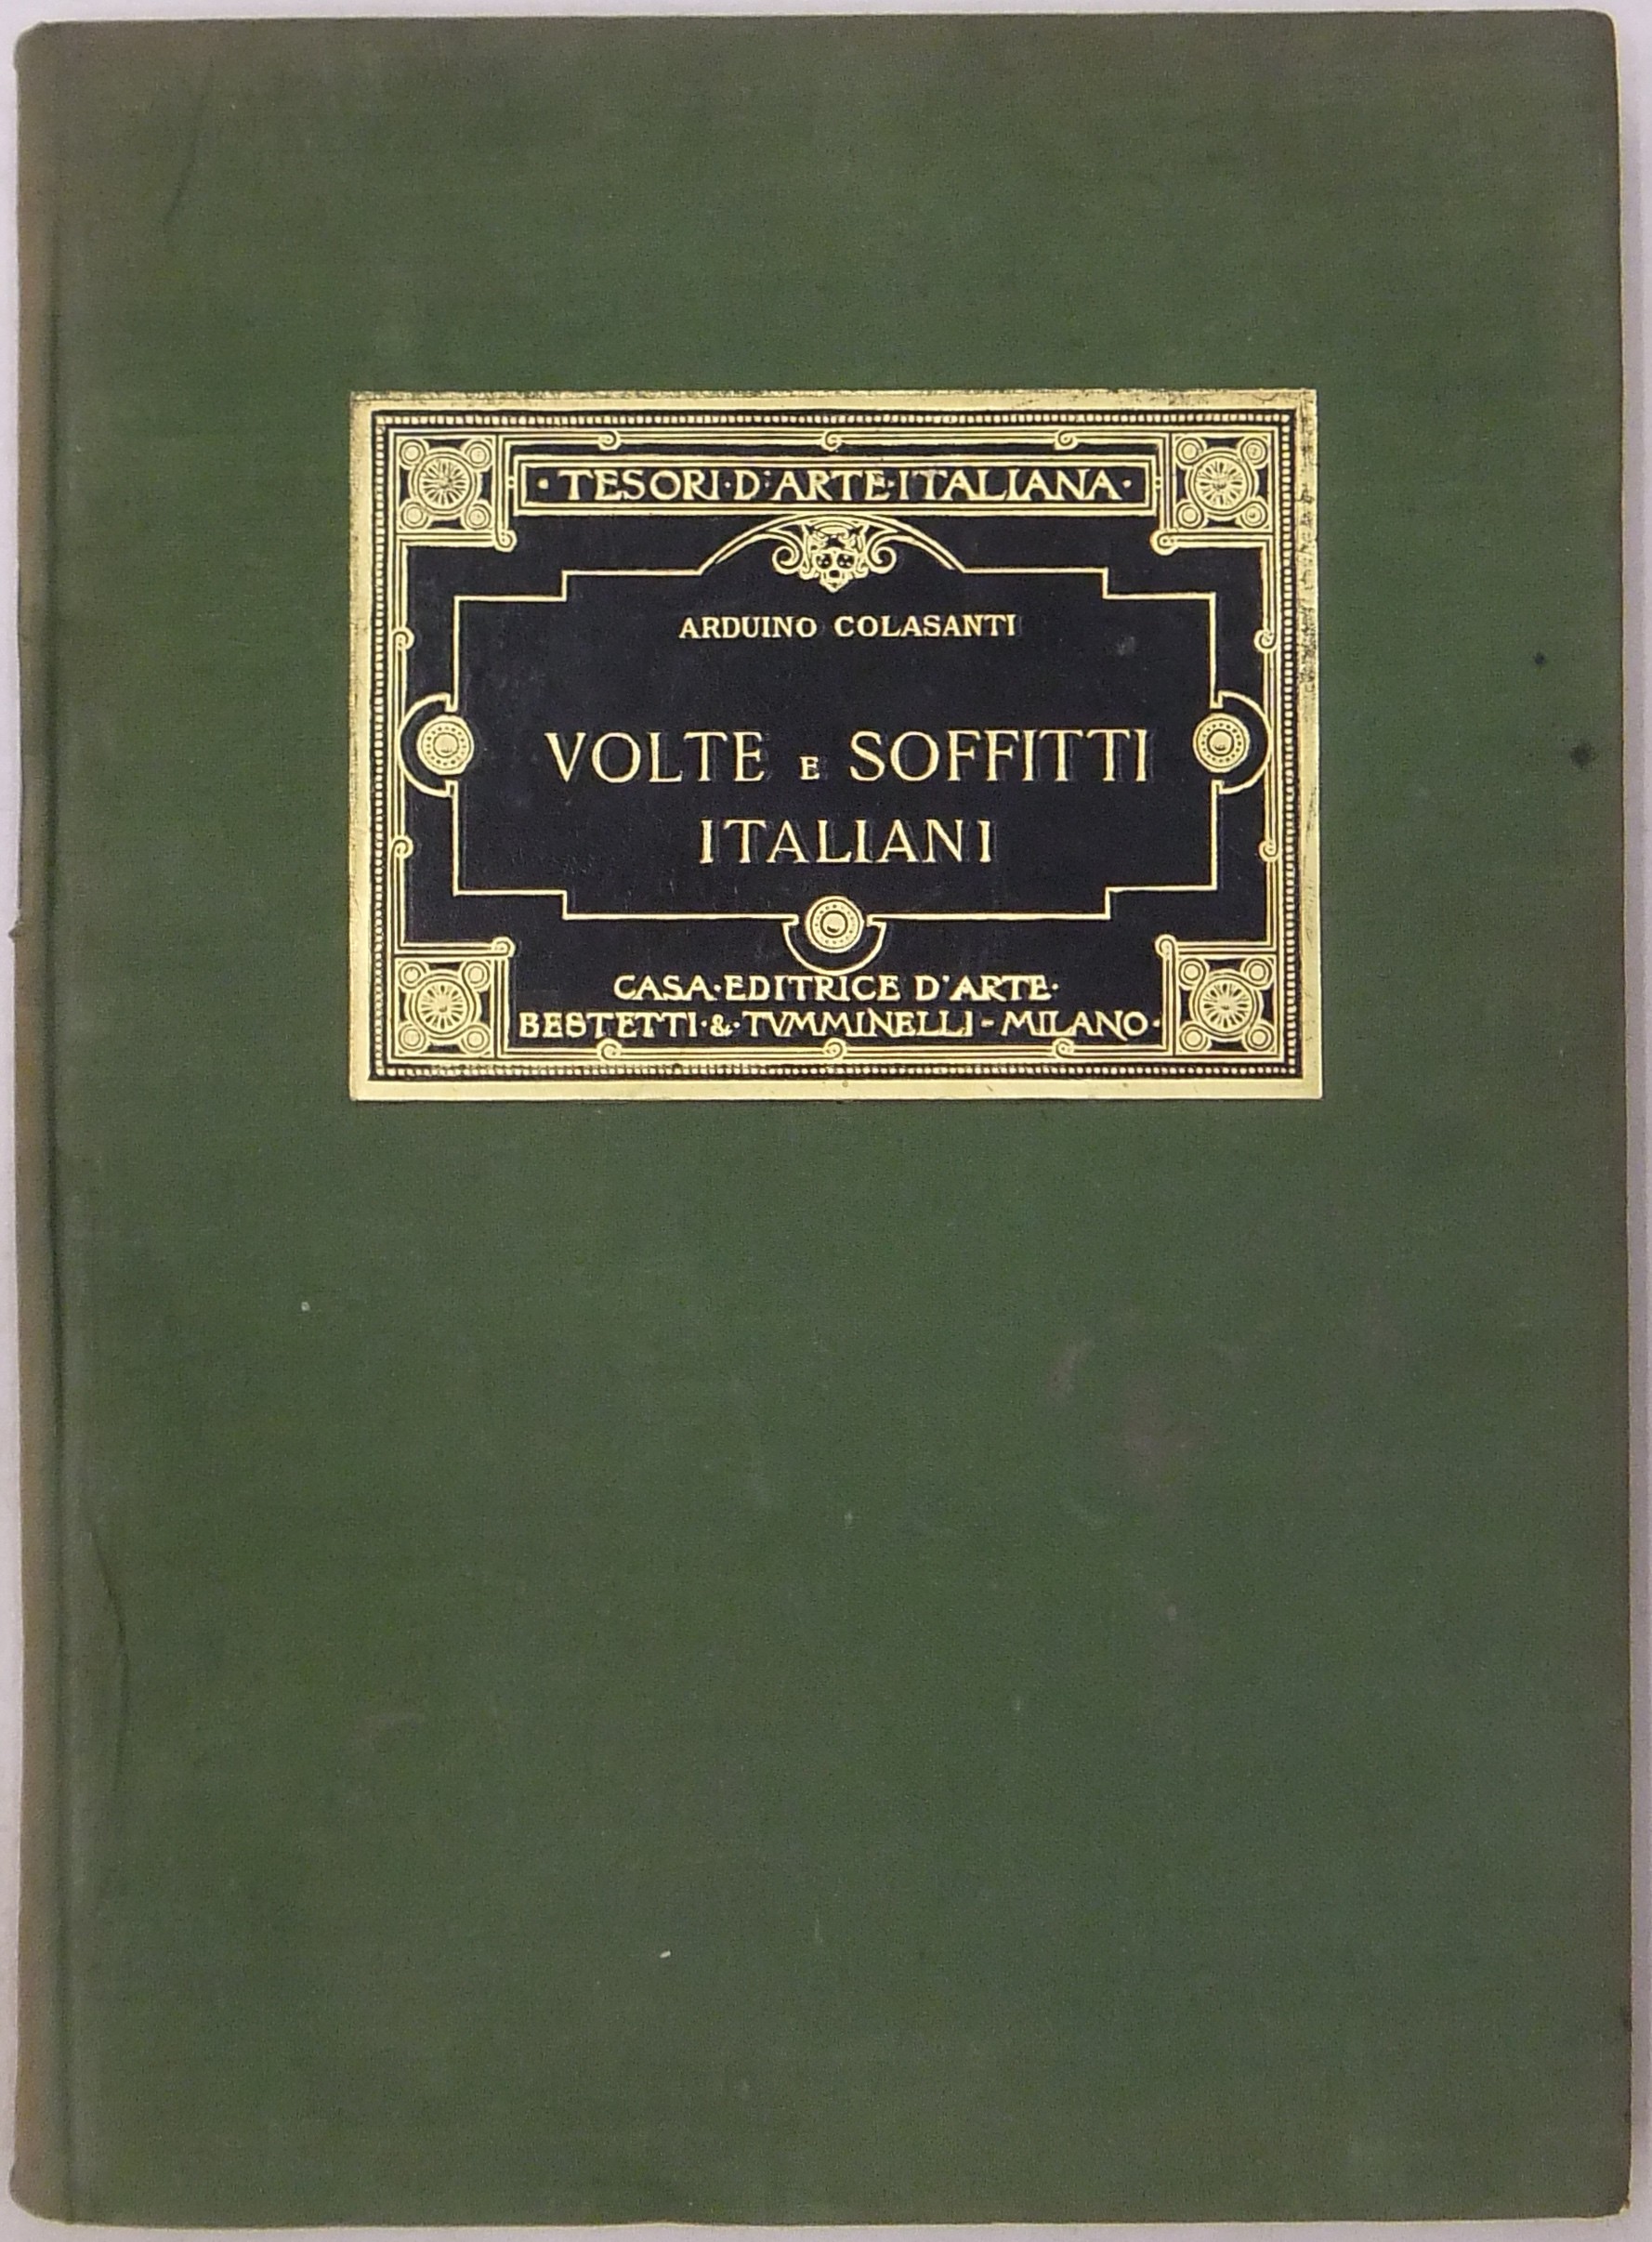 ·TESORI·D'ARTE·ITALIANA·
ARDUINO COLASANTI
VOLTE E SOFFITTI
ITALIANI
CASA·EDITRICE D'ARTE·
BESTETTI·&·TVMMINELLI-MILANO·